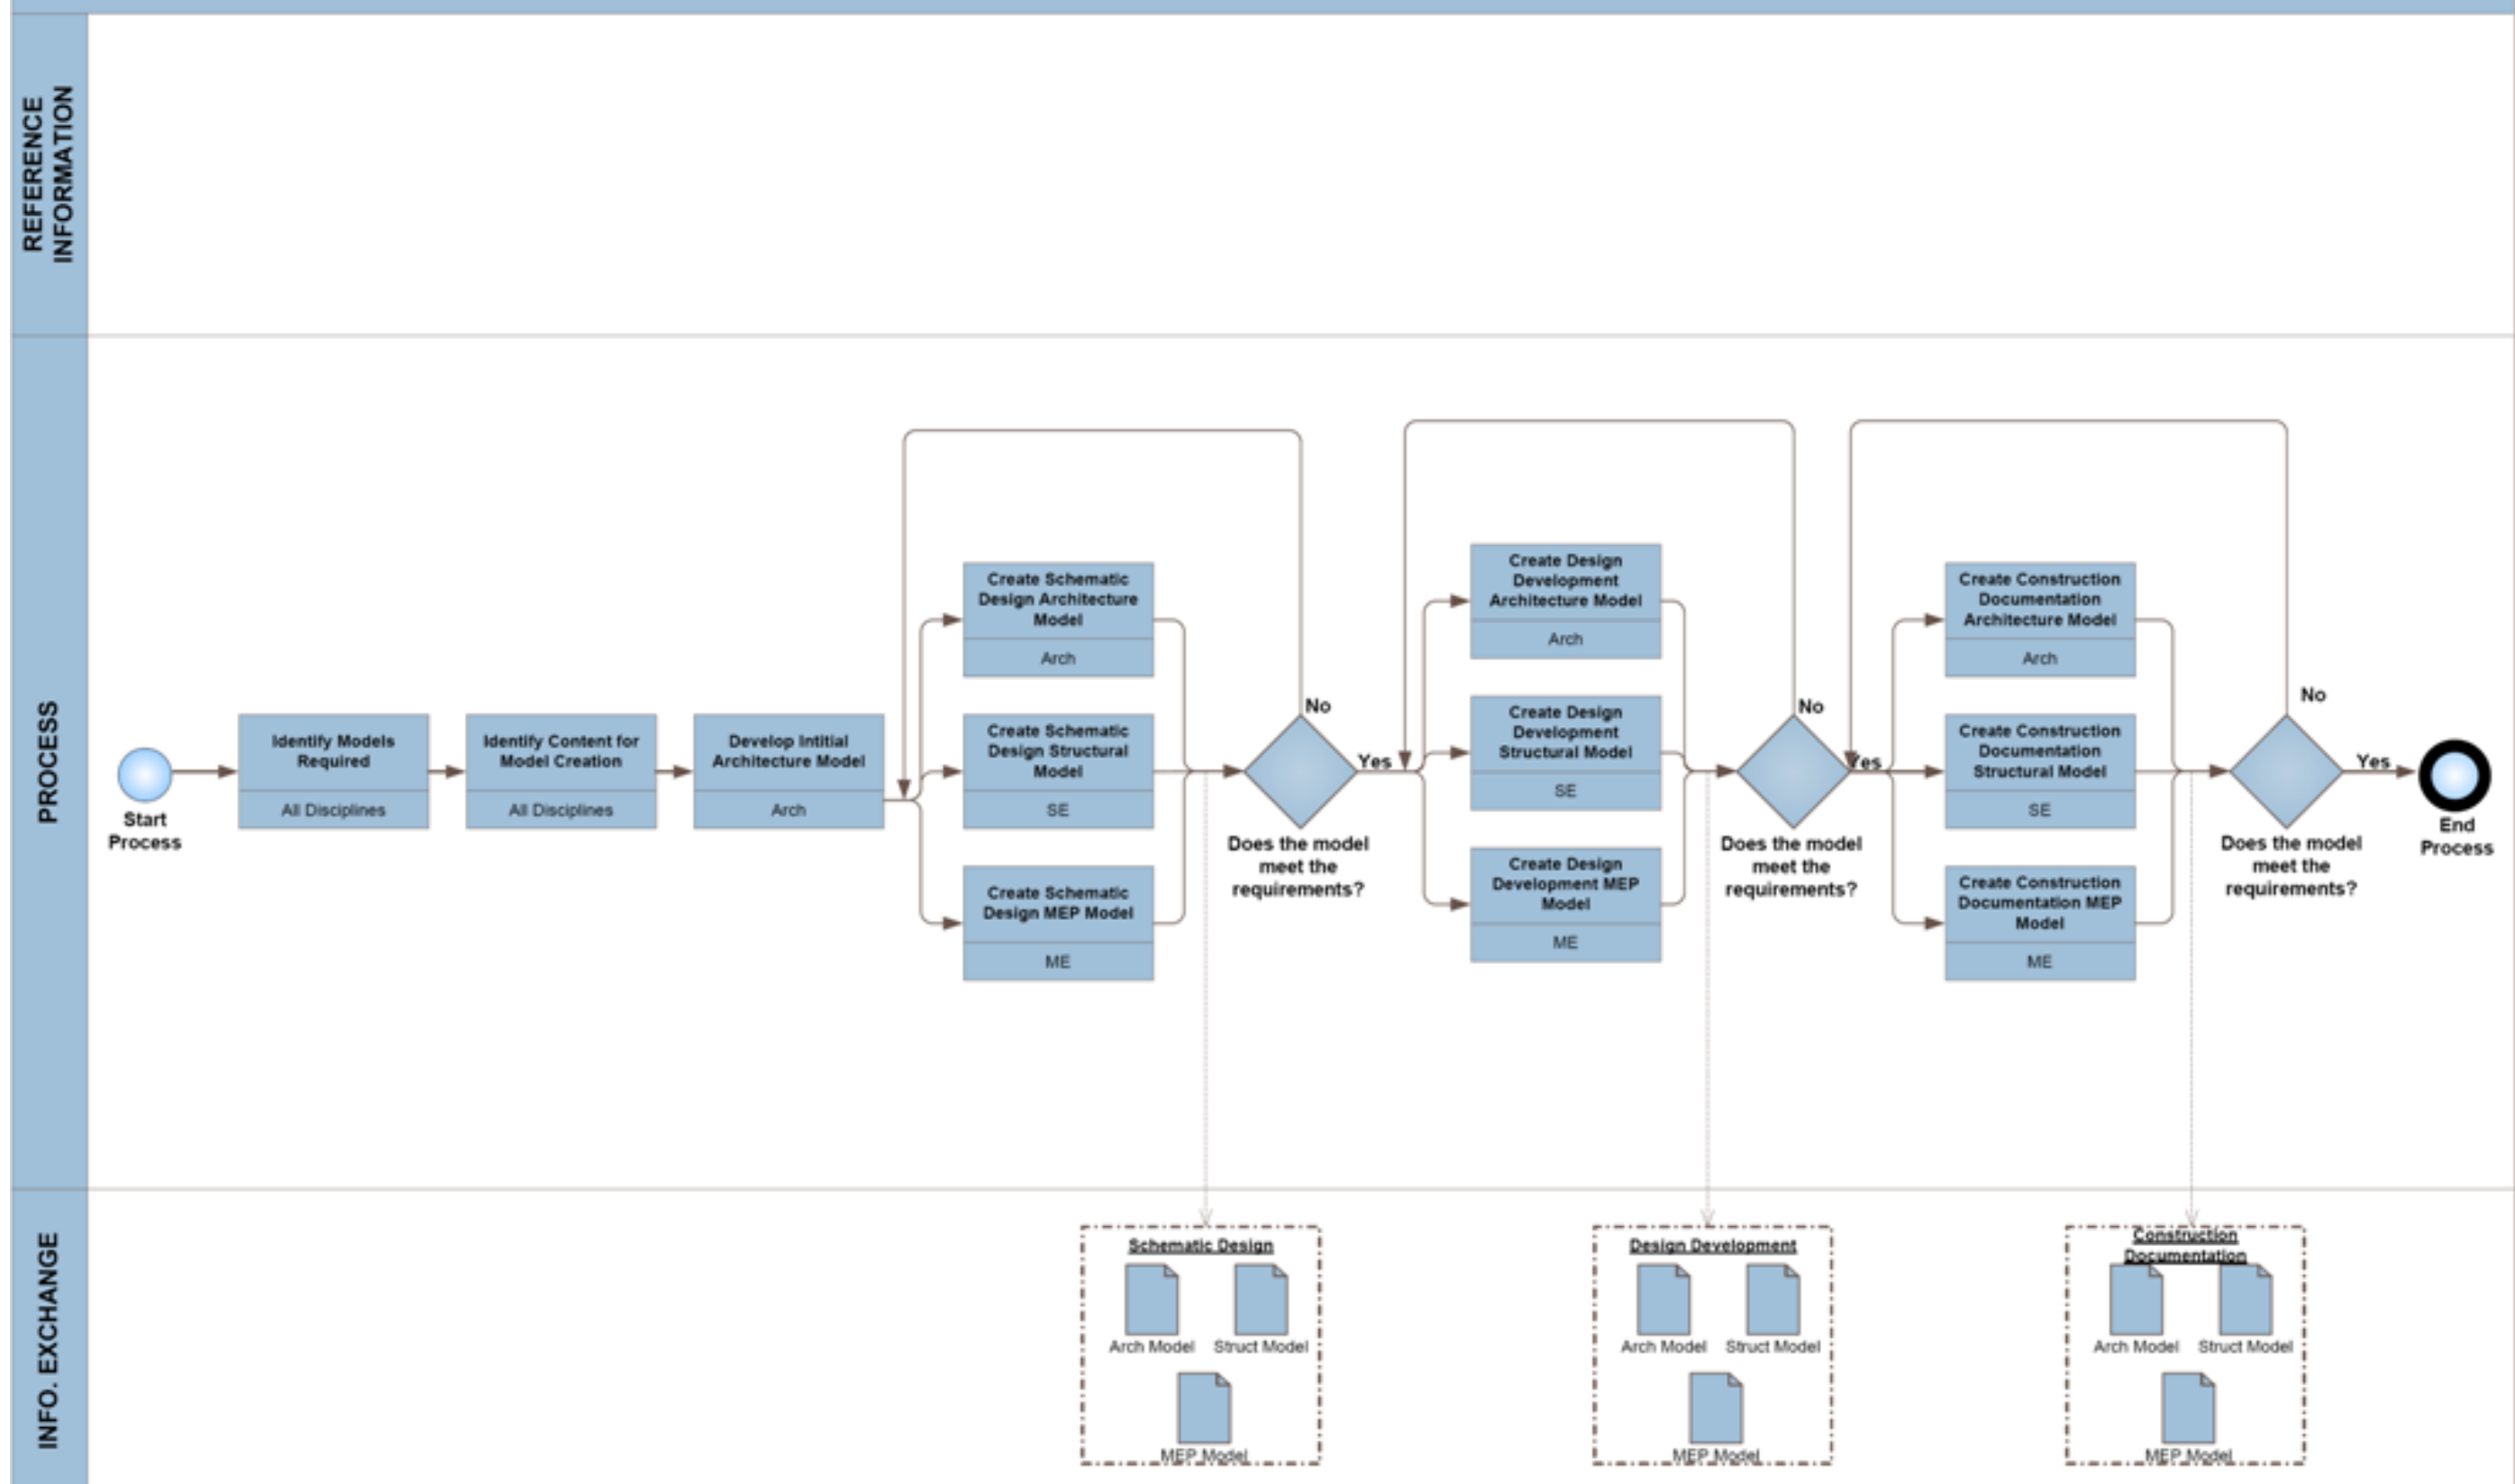 REFERENCE
INFORMATION
PROCESS
Start
Process
Identify Models
Required
All Disciplines
Identify Content for
Model Creation
All Disciplines
Develop Intitial
Architecture Model
Arch
Create Schematic
Design Architecture
Model
Arch
Create Schematic
Design Structural
Model
SE
Create Schematic
Design MEP Model
ME
No
Yes
Does the model
meet the
requirements?
Create Design
Development
Architecture Model
Arch
Create Design
Development
Structural Model
SE
Create Design
Development MEP
Model
ME
No
Yes
Does the model
meet the
requirements?
Create Construction
Documentation
Architecture Model
Arch
Create Construction
Documentation
Structural Model
SE
Create Construction
Documentation MEP
Model
ME
No
Yes
Does the model
meet the
requirements?
End
Process
INFO. EXCHANGE
Schematic Design
Arch Model
Struct Model
MEP Model
Design Development
Arch Model
Struct Model
MEP Model
Construction
Documentation
Arch Model
Struct Model
MEP Model